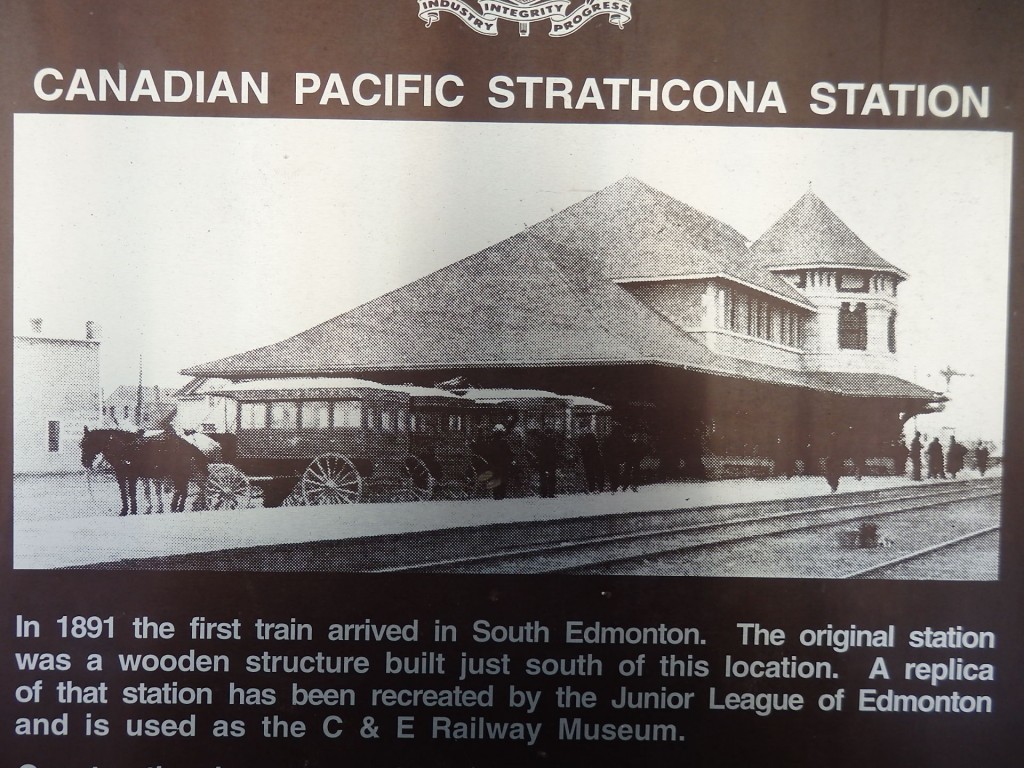 INDUSTRY INTEGRITY PROGRESS
CANADIAN PACIFIC STRATHCONA STATION
In 1891 the first train arrived in South Edmonton. The original station
was a wooden structure built just south of this location. A replica
of that station has been recreated by the Junior League of Edmonton
and is used as the C & E Railway Museum.